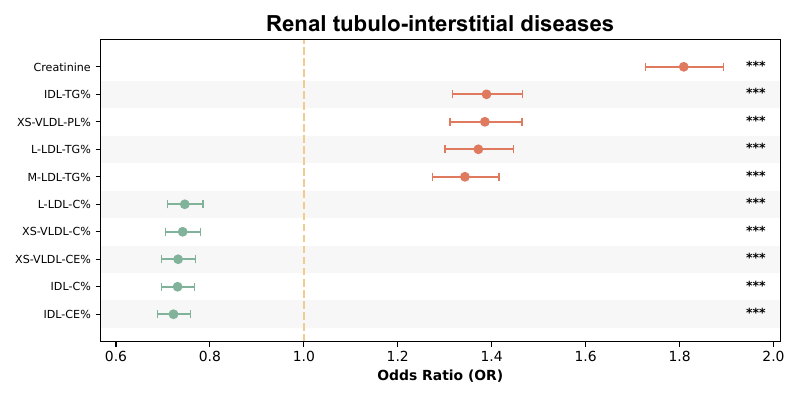 Renal tubulo-interstitial diseases
Creatinine ***
IDL-TG% ***
XS-VLDL-PL% ***
L-LDL-TG% ***
M-LDL-TG% ***
L-LDL-C% ***
XS-VLDL-C% ***
XS-VLDL-CE% ***
IDL-C% ***
IDL-CE% ***
0.6 0.8 1.0 1.2 1.4 1.6 1.8 2.0
Odds Ratio (OR)